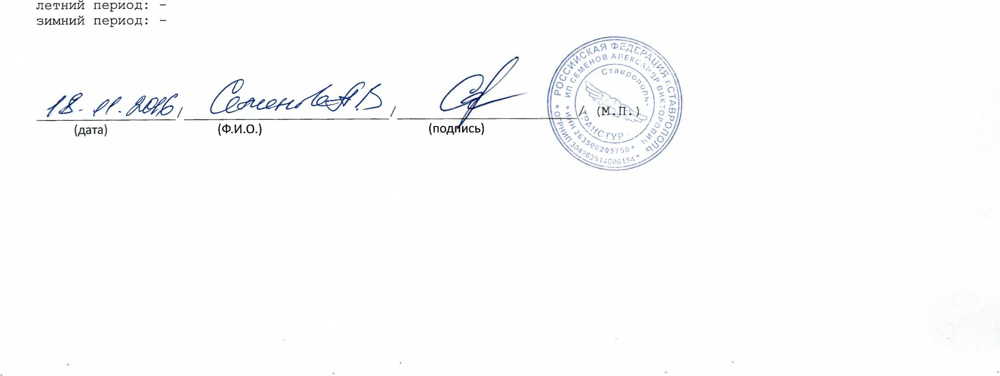 летний период: -
зимний период: -
18.11.2016/ Семенов А.В / / (М.П.)
(дата) (Ф.И.О.) (подпись)
РОССИЙСКАЯ ФЕДЕРАЦИЯ г.СТАВРОПОЛЬ
* ОГРНИП 304263514600154 *
ИП СЕМЕНОВ АЛЕКСАНДР ВИКТОРОВИЧ
* ИНН 263500205750 *
Ставрополь-
ТРАНСТУР